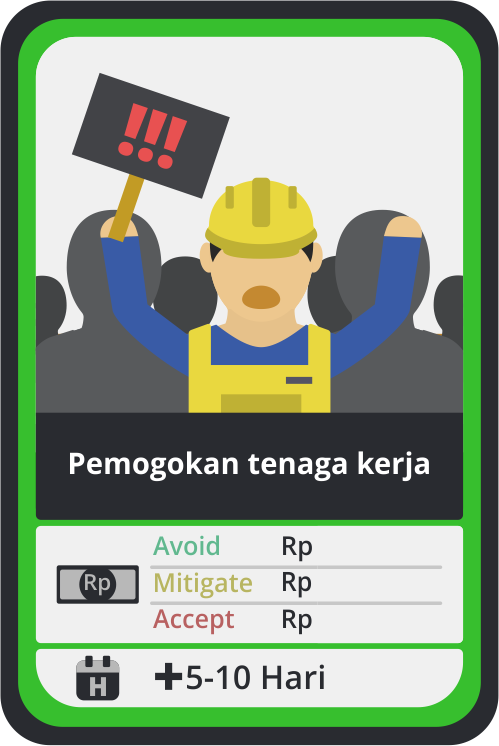 !!!
Pemogokan tenaga kerja
Avoid Rp
Rp Mitigate Rp
Accept Rp
H +5-10 Hari